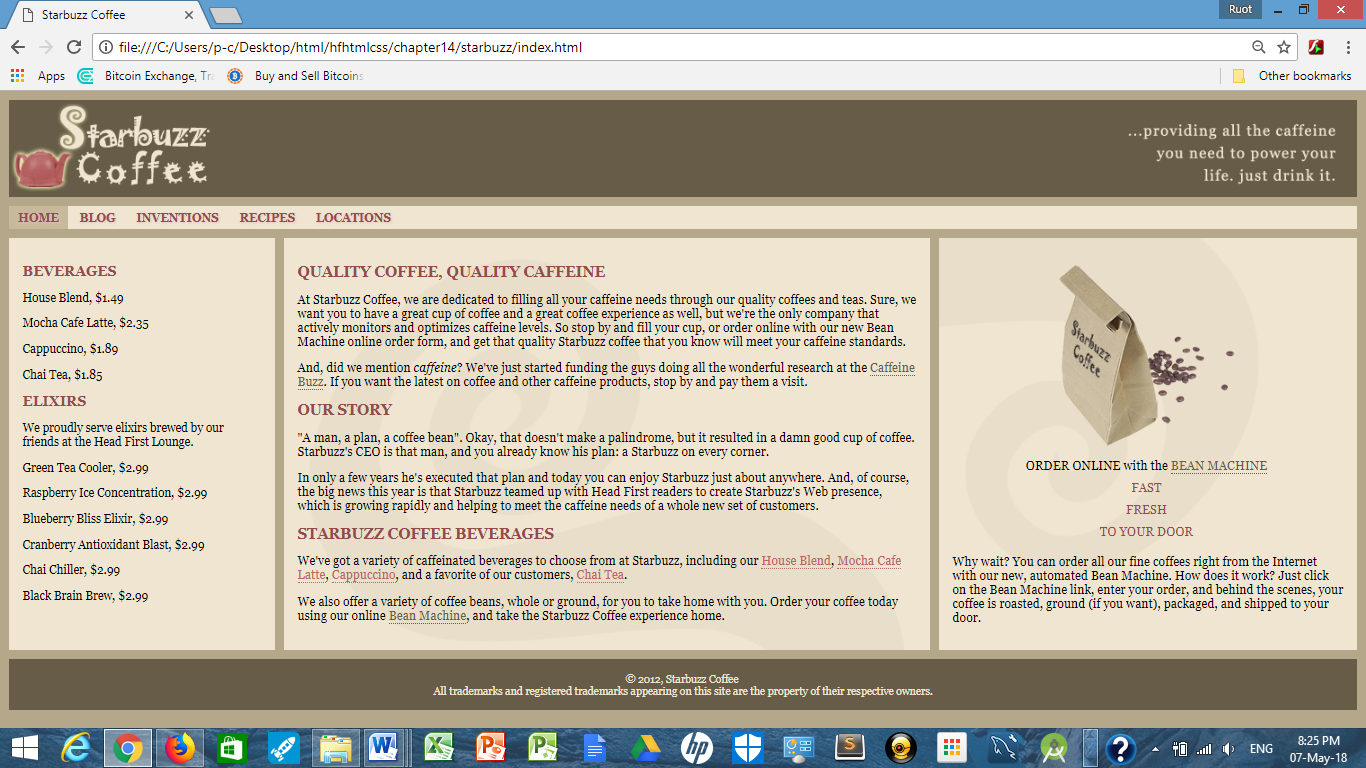 Starbuzz Coffee
Ruot
file:///C:/Users/p-c/Desktop/html/hfhtmlcss/chapter14/starbuzz/index.html
Apps Bitcoin Exchange, Tra Buy and Sell Bitcoins Other bookmarks
Starbuzz
Coffee
...providing all the caffeine
you need to power your
life. just drink it.
HOME BLOG INVENTIONS RECIPES LOCATIONS
BEVERAGES
House Blend, $1.49
Mocha Cafe Latte, $2.35
Cappuccino, $1.89
Chai Tea, $1.85
ELIXIRS
We proudly serve elixirs brewed by our
friends at the Head First Lounge.
Green Tea Cooler, $2.99
Raspberry Ice Concentration, $2.99
Blueberry Bliss Elixir, $2.99
Cranberry Antioxidant Blast, $2.99
Chai Chiller, $2.99
Black Brain Brew, $2.99
QUALITY COFFEE, QUALITY CAFFEINE
At Starbuzz Coffee, we are dedicated to filling all your caffeine needs through our quality coffees and teas. Sure, we
want you to have a great cup of coffee and a great coffee experience as well, but we're the only company that
actively monitors and optimizes caffeine levels. So stop by and fill your cup, or order online with our new Bean
Machine online order form, and get that quality Starbuzz coffee that you know will meet your caffeine standards.
And, did we mention caffeine? We've just started funding the guys doing all the wonderful research at the Caffeine
Buzz. If you want the latest on coffee and other caffeine products, stop by and pay them a visit.
OUR STORY
"A man, a plan, a coffee bean". Okay, that doesn't make a palindrome, but it resulted in a damn good cup of coffee.
Starbuzz's CEO is that man, and you already know his plan: a Starbuzz on every corner.
In only a few years he's executed that plan and today you can enjoy Starbuzz just about anywhere. And, of course,
the big news this year is that Starbuzz teamed up with Head First readers to create Starbuzz's Web presence,
which is growing rapidly and helping to meet the caffeine needs of a whole new set of customers.
STARBUZZ COFFEE BEVERAGES
We've got a variety of caffeinated beverages to choose from at Starbuzz, including our House Blend, Mocha Cafe
Latte, Cappuccino, and a favorite of our customers, Chai Tea.
We also offer a variety of coffee beans, whole or ground, for you to take home with you. Order your coffee today
using our online Bean Machine, and take the Starbuzz Coffee experience home.
Starbuzz
Coffee
ORDER ONLINE with the BEAN MACHINE
FAST
FRESH
TO YOUR DOOR
Why wait? You can order all our fine coffees right from the Internet
with our new, automated Bean Machine. How does it work? Just click
on the Bean Machine link, enter your order, and behind the scenes, your
coffee is roasted, ground (if you want), packaged, and shipped to your
door.
© 2012, Starbuzz Coffee
All trademarks and registered trademarks appearing on this site are the property of their respective owners.
hp
ENG
8:25 PM
07-May-18